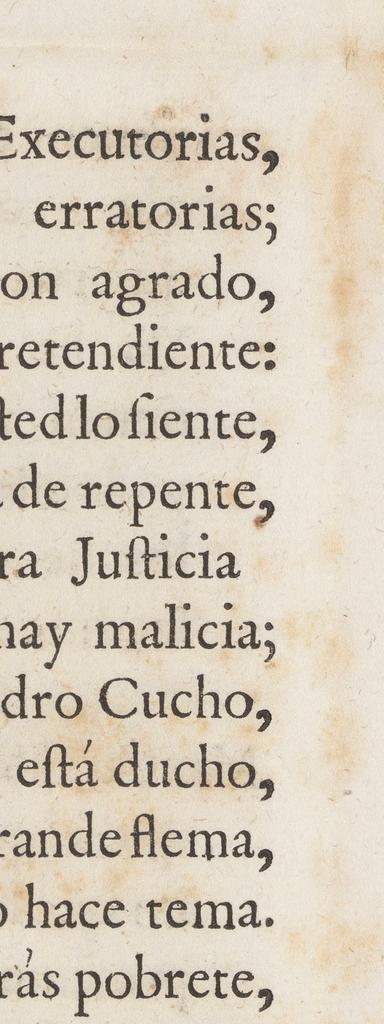 Executorias,
erratorias;
on agrado,
retendiente:
ted lo ſiente,
de repente,
ra Juſticia
hay malicia;
dro Cucho,
eſtá ducho,
rande flema,
hace tema.
rás pobrete,